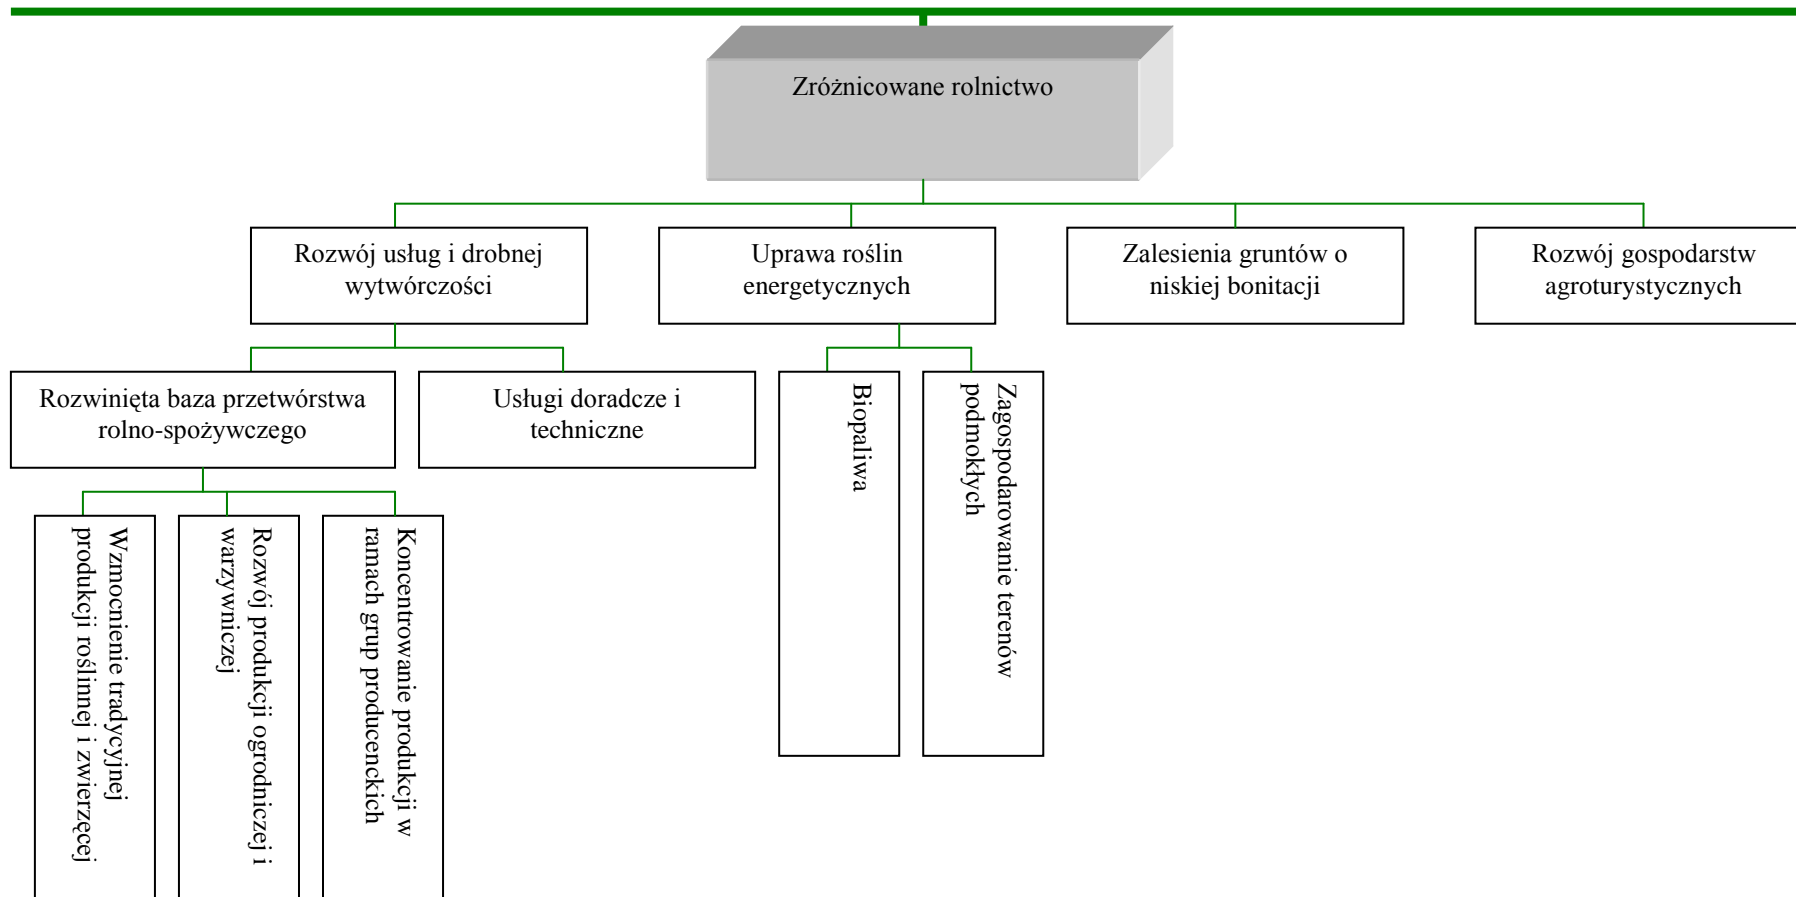 Zróżnicowane rolnictwo
Rozwój usług i drobnej
wytwórczości
Uprawa roślin
energetycznych
Zalesienia gruntów o
niskiej bonitacji
Rozwój gospodarstw
agroturystycznych
Rozwinięta baza przetwórstwa
rolno-spożywczego
Usługi doradcze i
techniczne
Biopaliwa
Zagospodarowanie terenów
podmokłych
Wzmocnienie tradycyjnej
produkcji roślinnej i zwierzęcej
Rozwój produkcji ogrodniczej i
warzywniczej
Koncentrowanie produkcji w
ramach grup producenckich